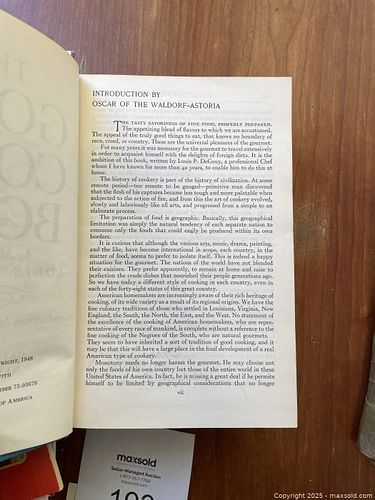 INTRODUCTION BY
OSCAR OF THE WALDORF-ASTORIA
THE TASTY SAVORINESS OF FINE FOOD, PROPERLY PREPARED.
The appetizing blend of flavors to which we are accustomed.
The appeal of the truly good things to eat, that knows no boundary of
race, creed, or country. These are the universal pleasures of the gourmet.
For many years it was necessary for the gourmet to travel extensively
in order to acquaint himself with the delights of foreign diets. It is the
ambition of this book, written by Louis P. DeGouy, a professional Chef
whom I have known for more than 40 years, to enable him to do this at
home.
The history of cookery is part of the history of civilization. At some
remote period—too remote to be gauged—primitive man discovered
that the flesh of his captures became less tough and more palatable when
subjected to the action of fire, and from this the art of cookery evolved,
slowly and laboriously like all arts, and progressed from a simple to an
elaborate process.
The preparation of food is geographic. Basically, this geographical
limitation was simply the natural tendency of each separate nation
to consume only the foods that could easily be produced within its own
borders.
It is curious that although the various arts, music, drama, painting,
and the like, have become international in scope, each country, in the
matter of food, seems to prefer to isolate itself. This is indeed a happy
situation for the gourmet. The nations of the world have not blended
their cuisines. They prefer apparently, to remain at home and raise to
perfection the crude dishes that nourished their people generations ago.
So we have today a different style of cooking in each country, even in
each of the forty-eight states of this great country.
American homemakers are increasingly aware of their rich heritage of
cooking, of its wide variety as a result of its regional origins. We have the
fine culinary traditions of those who settled in Louisiana, Virginia, New
England, the South, the North, the East, and the West. No statement
of the excellence of the cooking of American homemakers, who are rep-
resentative of every race of mankind, is complete without a reference to the
fine cooking of the Negroes of the South, who are natural gourmets.
They seem to have inherited a sort of tradition of good cooking, and it
may be that this will have a large place in the final development of a real
American type of cookery.
Monotony needs no longer harass the gourmet. He may choose not
only the foods of his own country but those of the entire world in these
United States of America. In fact, he is missing a great deal if he permits
himself to be limited by geographical considerations that no longer
vii
RIGHT, 1948
ITH
MBER 73-93676
OF AMERICA
maxsold
Seller-Managed Auction
maxsold.com
Copyright 2025 - maxsold.com